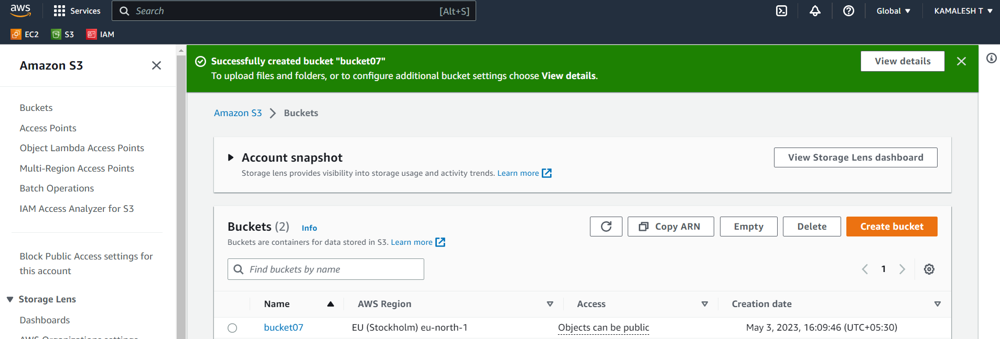 aws
Services
Search
[Alt+S]
Global
KAMALESH T
EC2
S3
IAM
Amazon S3
Buckets
Access Points
Object Lambda Access Points
Multi-Region Access Points
Batch Operations
IAM Access Analyzer for S3
Block Public Access settings for
this account
Storage Lens
Dashboards
AWS Organizations settings
Successfully created bucket "bucket07"
To upload files and folders, or to configure additional bucket settings choose View details.
View details
Amazon S3
Buckets
Account snapshot
Storage lens provides visibility into storage usage and activity trends. Learn more
View Storage Lens dashboard
Buckets (2) Info
Buckets are containers for data stored in S3. Learn more
Copy ARN
Empty
Delete
Create bucket
Find buckets by name
1
Name AWS Region Access Creation date
bucket07 EU (Stockholm) eu-north-1 Objects can be public May 3, 2023, 16:09:46 (UTC+05:30)